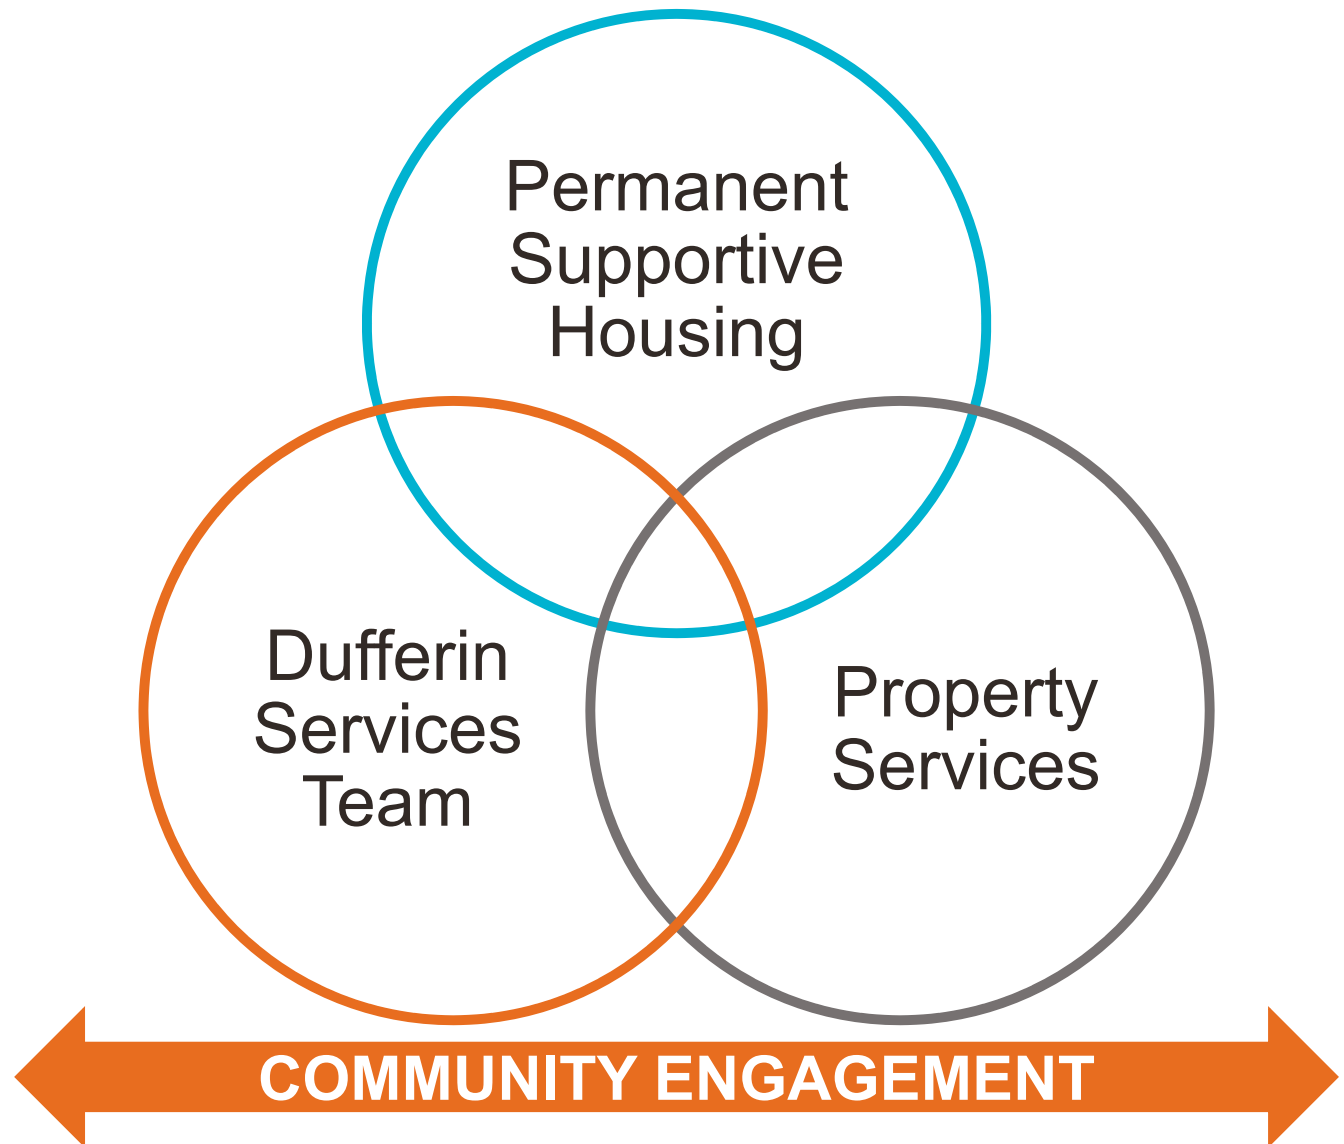 Permanent
Supportive
Housing
Dufferin
Services
Team
Property
Services
COMMUNITY ENGAGEMENT